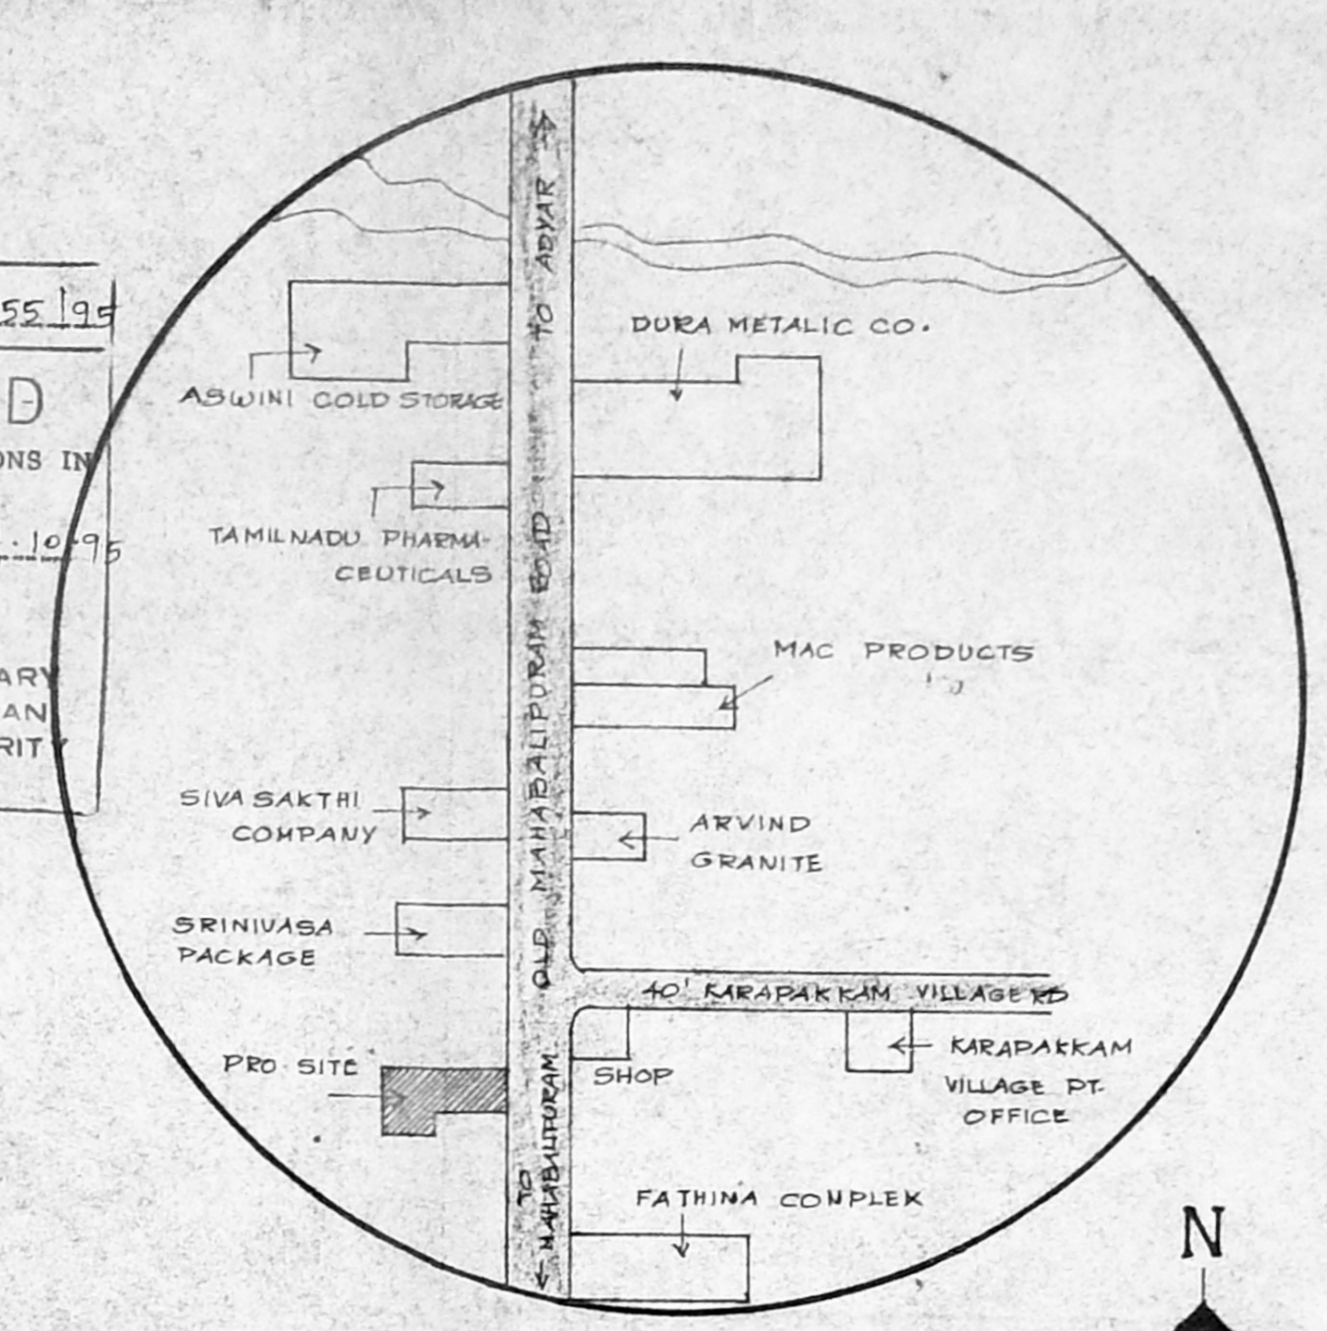 TO ADYAR
DURA METALIC CO.
ASWINI COLD STORAGE
TAMILNADU PHARMA-
CEUTICALS
OLD MAHABALIPURAM ROAD
MAC PRODUCTS
SIVA SAKTHI
COMPANY
ARVIND
GRANITE
SRINIVASA
PACKAGE
40' KARAPAKKAM VILLAGE RD
PRO-SITE
SHOP
KARAPAKKAM
VILLAGE PT.
OFFICE
TO
MAHABALIPURAM
FATHIMA COMPLEX
N
55/95
D
ONS IN
.10.95
ARY
AN
RITY